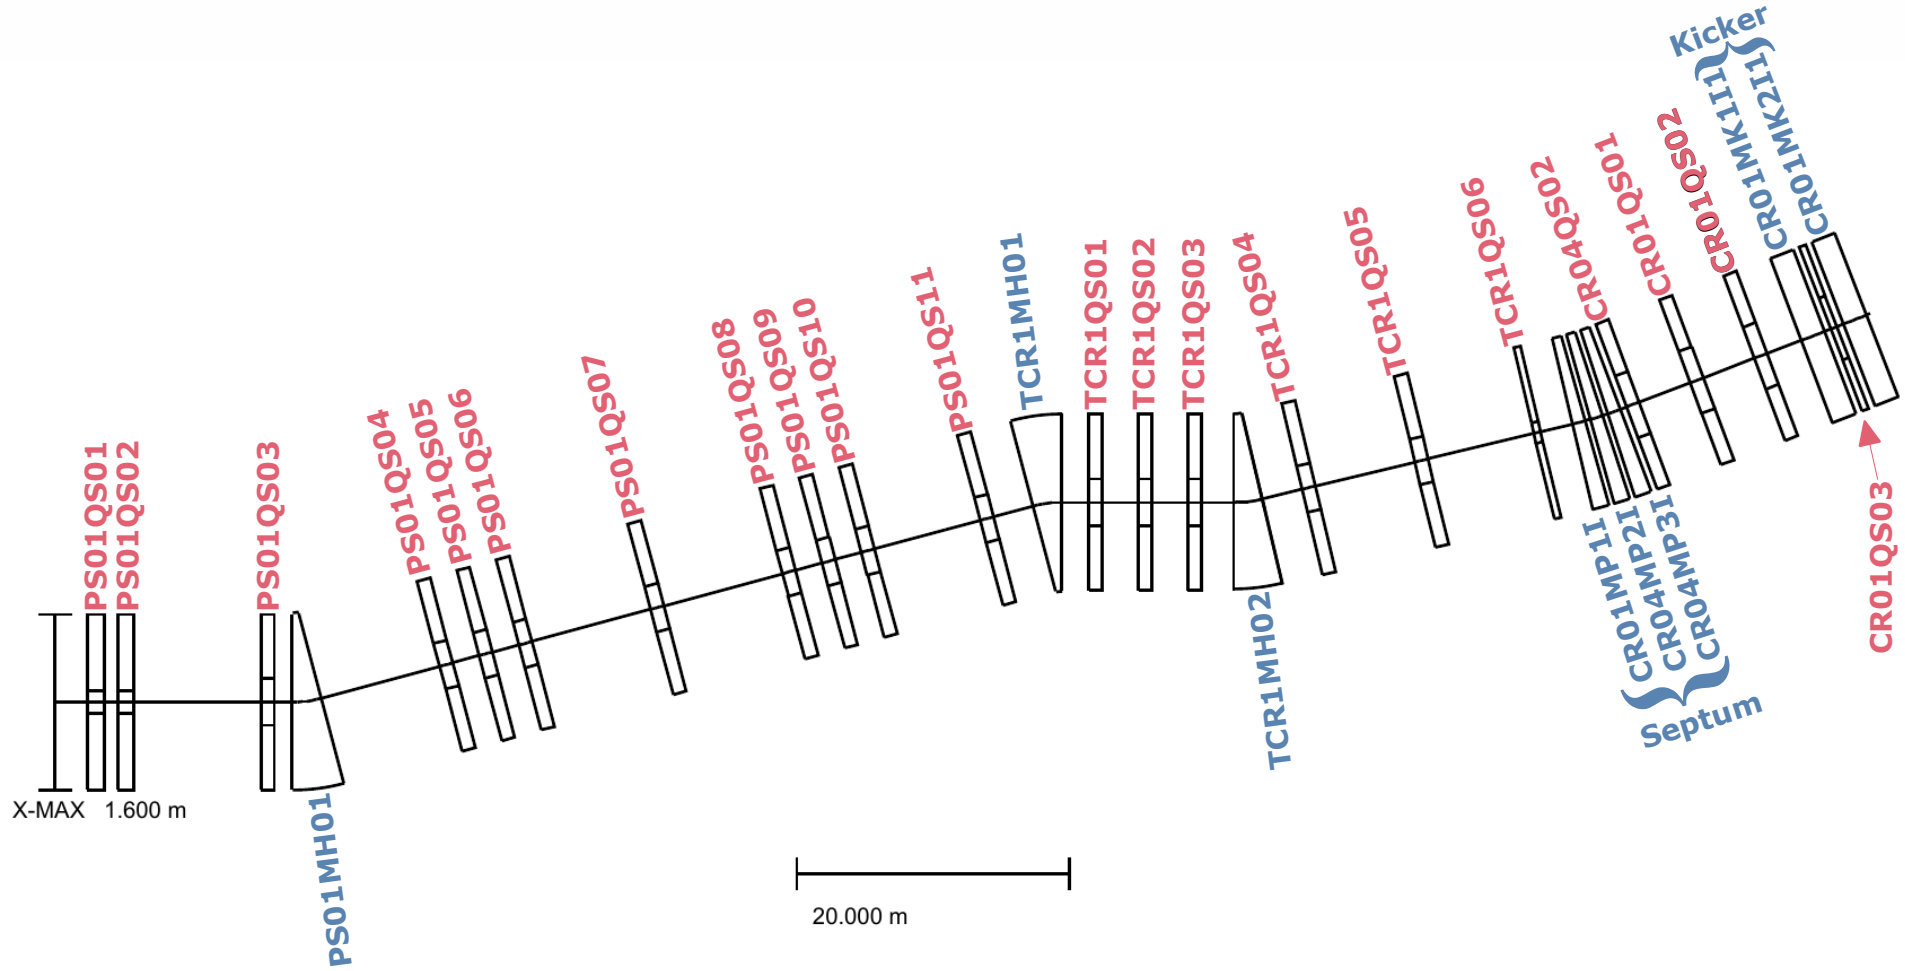 PS01QS01
PS01QS02
PS01QS03
PS01MH01
PS01QS04
PS01QS05
PS01QS06
PS01QS07
PS01QS08
PS01QS09
PS01QS10
PS01QS11
TCR1MH01
TCR1QS01
TCR1QS02
TCR1QS03
TCR1MH02
TCR1QS04
TCR1QS05
TCR1QS06
CR01MP1I
CR04MP2I
CR04MP3I
Septum
CR04QS02
CR01QS01
CR01QS02
Kicker
CR01MK1I1
CR01MK2I1
CR01QS03
X-MAX 1.600 m
20.000 m